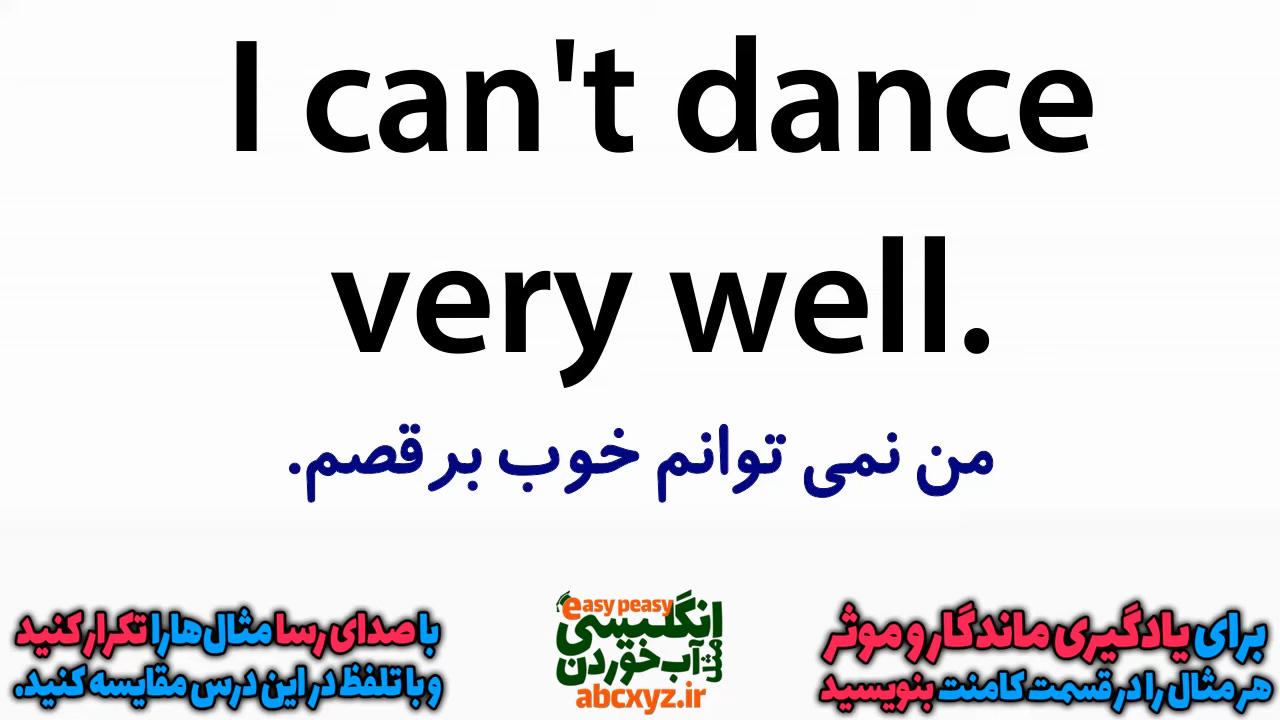 I can't dance
very well.
من نمی توانم خوب برقصم.
برای یادگیری ماندگار و موثر
هر مثال را در قسمت کامنت بنویسید
easy peasy
انگلیسی
مثل آب خوردن
abcxyz.ir
با صدای رسا مثال‌ها را تکرار کنید
و با تلفظ در این درس مقایسه کنید.